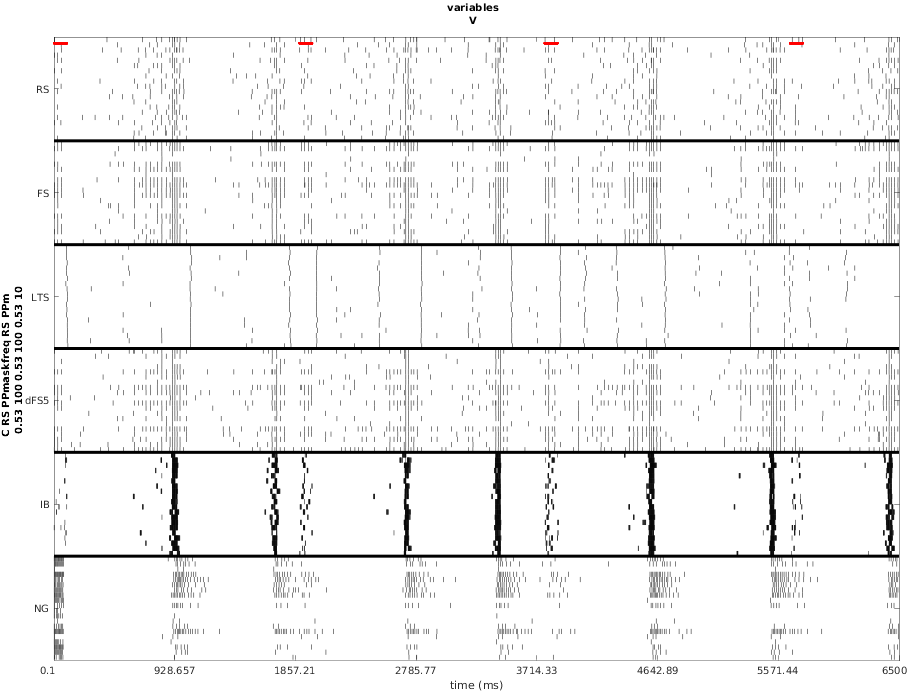 variables
V
RS
FS
LTS
dFS5
IB
NG
C RS PPmaskfreq RS PPm
0.53 100 0.53 100 0.53 10
0.1 928.657 1857.21 2785.77 3714.33 4642.89 5571.44 6500
time (ms)